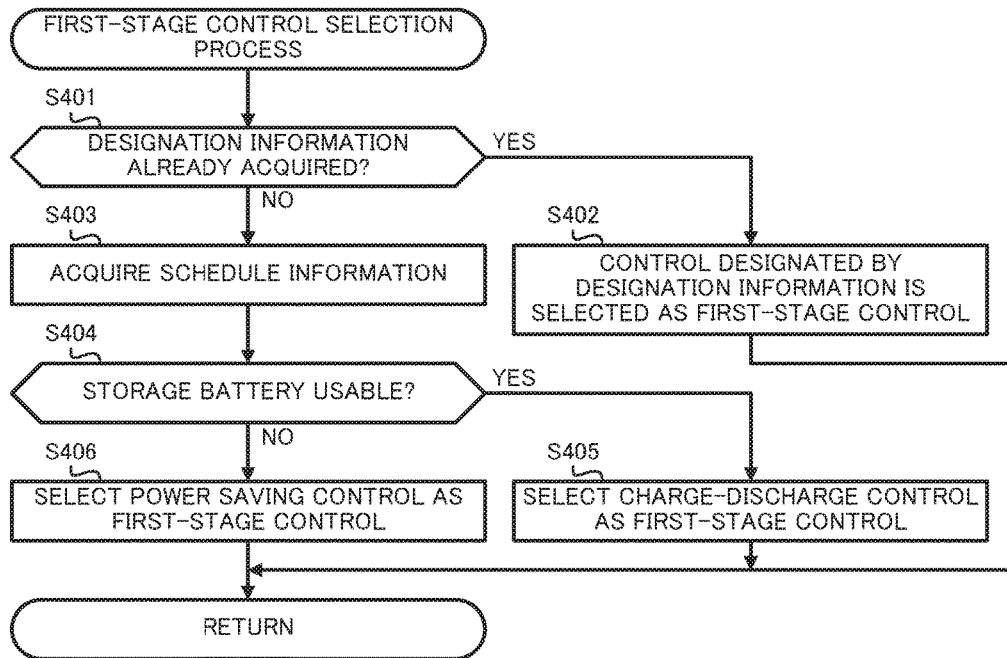 FIRST-STAGE CONTROL SELECTION
PROCESS
S401
DESIGNATION INFORMATION
ALREADY ACQUIRED?
YES
NO
S403
ACQUIRE SCHEDULE INFORMATION
S402
CONTROL DESIGNATED BY
DESIGNATION INFORMATION IS
SELECTED AS FIRST-STAGE CONTROL
S404
STORAGE BATTERY USABLE?
YES
NO
S406
SELECT POWER SAVING CONTROL AS
FIRST-STAGE CONTROL
S405
SELECT CHARGE-DISCHARGE CONTROL
AS FIRST-STAGE CONTROL
RETURN